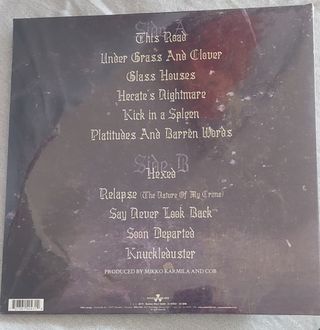 Side A
This Road
Under Grass And Clover
Glass Houses
Hecate's Nightmare
Kick in a Spleen
Platitudes And Barren Words
Side B
Hexed
Relapse (The Nature Of My Crime)
Say Never Look Back
Soon Departed
Knuckleduster
PRODUCED BY MIKKO KARMILA AND COB